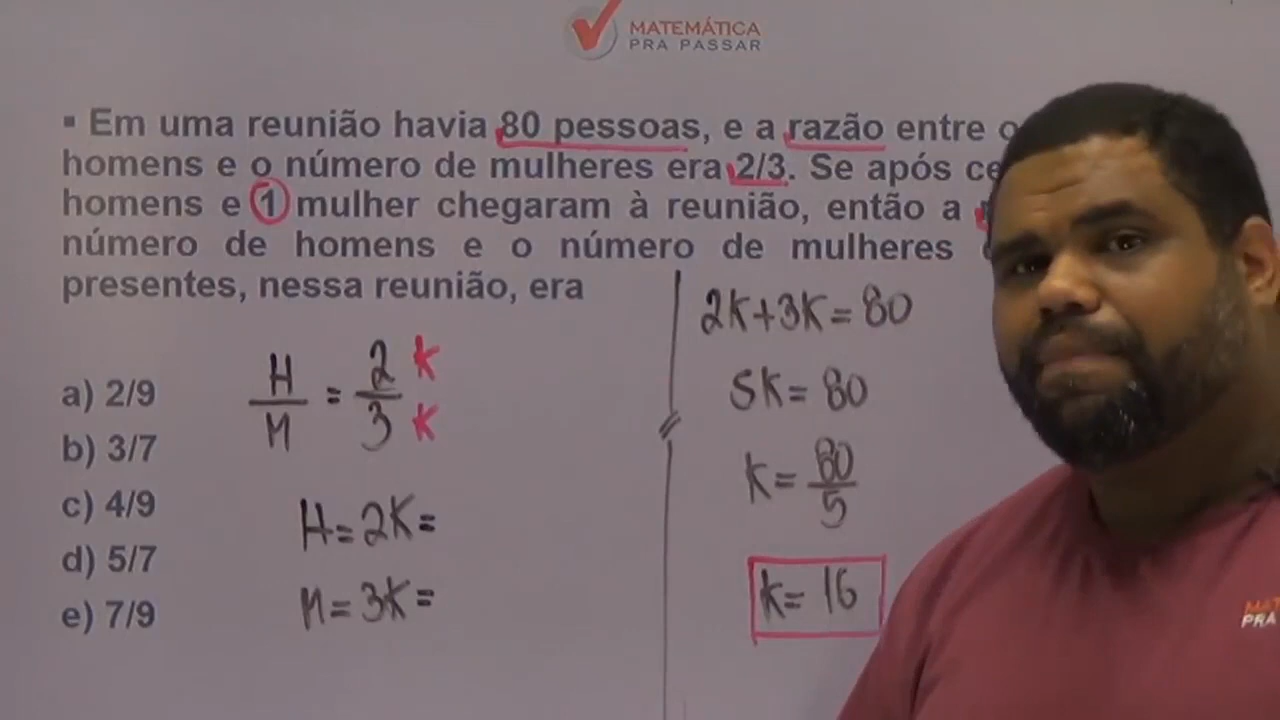 MATEMÁTICA
PRA PASSAR
▪ Em uma reunião havia 80 pessoas, e a razão entre
homens e o número de mulheres era 2/3. Se após
homens e 1 mulher chegaram à reunião, então a
número de homens e o número de mulheres
presentes, nessa reunião, era
a) 2/9
b) 3/7
c) 4/9
d) 5/7
e) 7/9
H/M = 2k/3k
H=2K=
M=3K=
2K+3K=80
5K=80
K=80/5
K=16
PRA